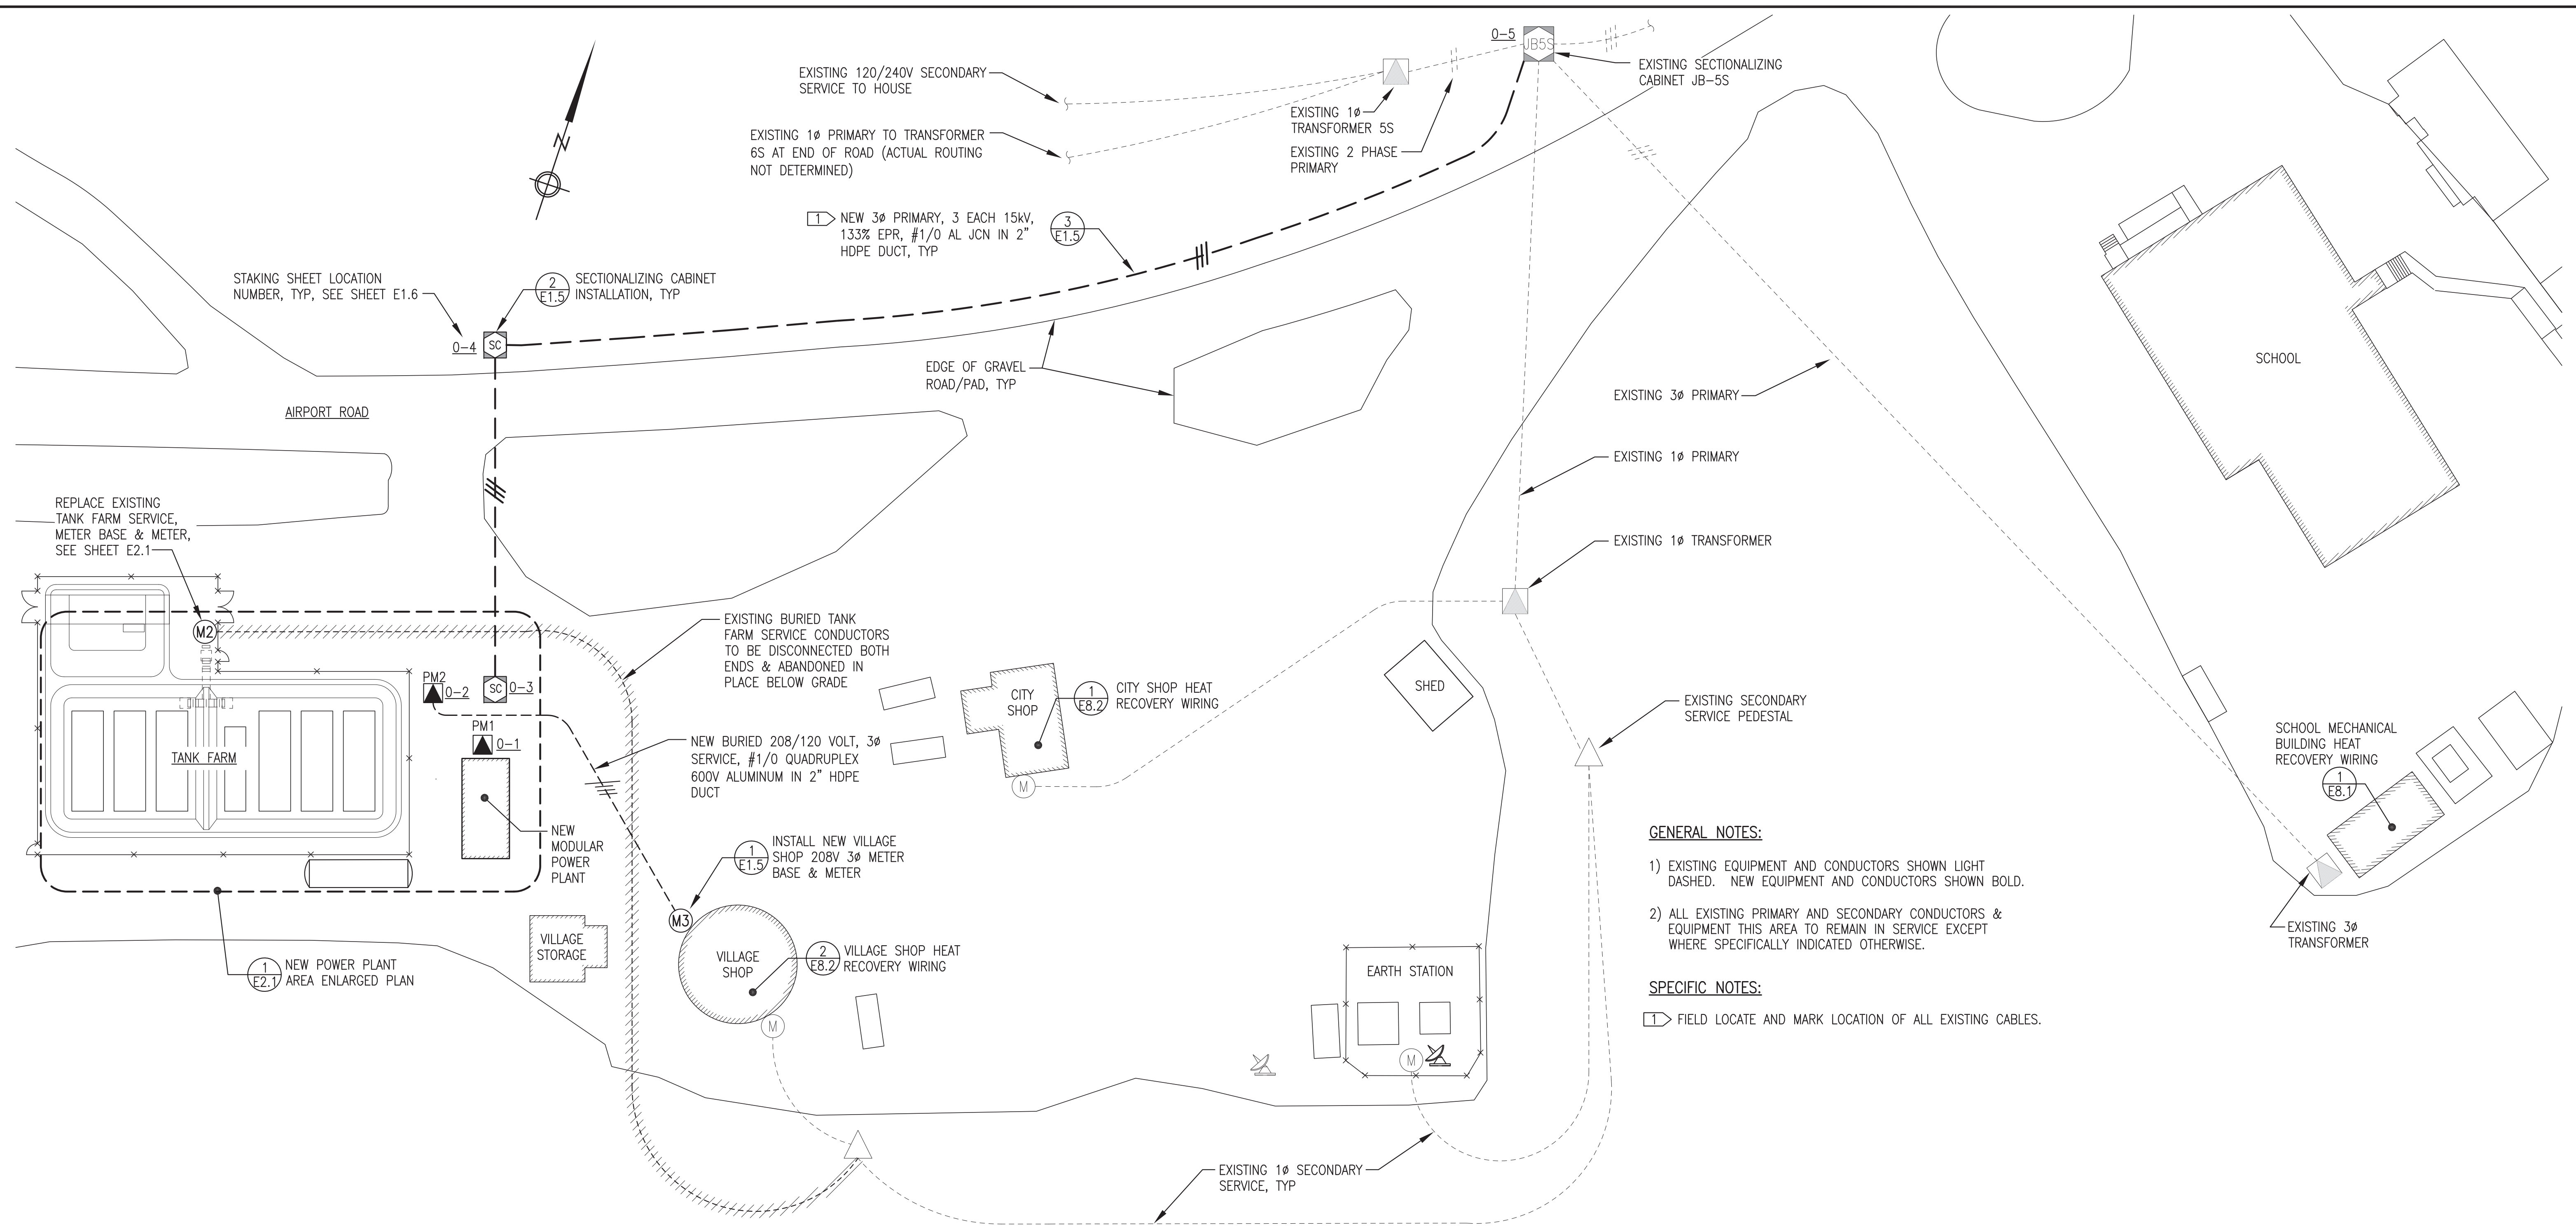 0-5
JB5S
EXISTING 120/240V SECONDARY
SERVICE TO HOUSE
EXISTING SECTIONALIZING
CABINET JB-5S
EXISTING 1ø
TRANSFORMER 5S
EXISTING 1ø PRIMARY TO TRANSFORMER
6S AT END OF ROAD (ACTUAL ROUTING
NOT DETERMINED)
EXISTING 2 PHASE
PRIMARY
N
1
NEW 3ø PRIMARY, 3 EACH 15kV,
133% EPR, #1/0 AL JCN IN 2"
HDPE DUCT, TYP
3
E1.5
STAKING SHEET LOCATION
NUMBER, TYP, SEE SHEET E1.6
2
E1.5
SECTIONALIZING CABINET
INSTALLATION, TYP
0-4
SC
EDGE OF GRAVEL
ROAD/PAD, TYP
SCHOOL
AIRPORT ROAD
EXISTING 3ø PRIMARY
EXISTING 1ø PRIMARY
EXISTING 1ø TRANSFORMER
REPLACE EXISTING
TANK FARM SERVICE,
METER BASE & METER,
SEE SHEET E2.1
M2
EXISTING BURIED TANK
FARM SERVICE CONDUCTORS
TO BE DISCONNECTED BOTH
ENDS & ABANDONED IN
PLACE BELOW GRADE
PM2
0-2
SC
0-3
PM1
0-1
TANK FARM
CITY
SHOP
1
E8.2
CITY SHOP HEAT
RECOVERY WIRING
M
SHED
EXISTING SECONDARY
SERVICE PEDESTAL
NEW BURIED 208/120 VOLT, 3ø
SERVICE, #1/0 QUADRUPLEX
600V ALUMINUM IN 2" HDPE
DUCT
SCHOOL MECHANICAL
BUILDING HEAT
RECOVERY WIRING
1
E8.1
NEW
MODULAR
POWER
PLANT
1
E1.5
INSTALL NEW VILLAGE
SHOP 208V 3ø METER
BASE & METER
M3
VILLAGE
STORAGE
VILLAGE
SHOP
2
E8.2
VILLAGE SHOP HEAT
RECOVERY WIRING
M
1
E2.1
NEW POWER PLANT
AREA ENLARGED PLAN
EARTH STATION
M
EXISTING 3ø
TRANSFORMER
EXISTING 1ø SECONDARY
SERVICE, TYP
GENERAL NOTES:
1) EXISTING EQUIPMENT AND CONDUCTORS SHOWN LIGHT
DASHED. NEW EQUIPMENT AND CONDUCTORS SHOWN BOLD.
2) ALL EXISTING PRIMARY AND SECONDARY CONDUCTORS &
EQUIPMENT THIS AREA TO REMAIN IN SERVICE EXCEPT
WHERE SPECIFICALLY INDICATED OTHERWISE.
SPECIFIC NOTES:
1 FIELD LOCATE AND MARK LOCATION OF ALL EXISTING CABLES.